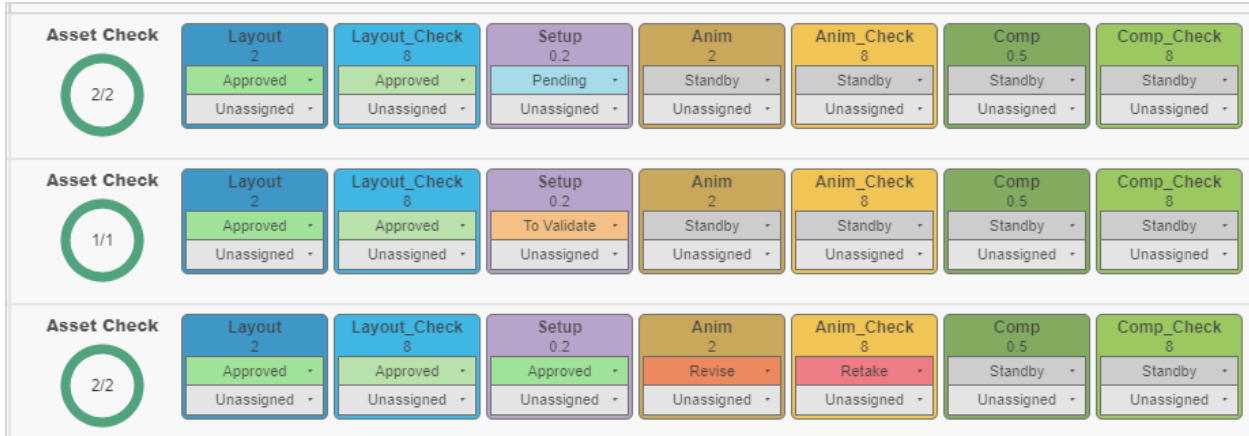 Asset Check Layout Layout_Check Setup Anim Anim_Check Comp Comp_Check
2 8 0.2 2 8 0.5 8
2/2 Approved Approved Pending Standby Standby Standby Standby
Unassigned Unassigned Unassigned Unassigned Unassigned Unassigned Unassigned
Asset Check Layout Layout_Check Setup Anim Anim_Check Comp Comp_Check
2 8 0.2 2 8 0.5 8
1/1 Approved Approved To Validate Standby Standby Standby Standby
Unassigned Unassigned Unassigned Unassigned Unassigned Unassigned Unassigned
Asset Check Layout Layout_Check Setup Anim Anim_Check Comp Comp_Check
2 8 0.2 2 8 0.5 8
2/2 Approved Approved Approved Revise Retake Standby Standby
Unassigned Unassigned Unassigned Unassigned Unassigned Unassigned Unassigned